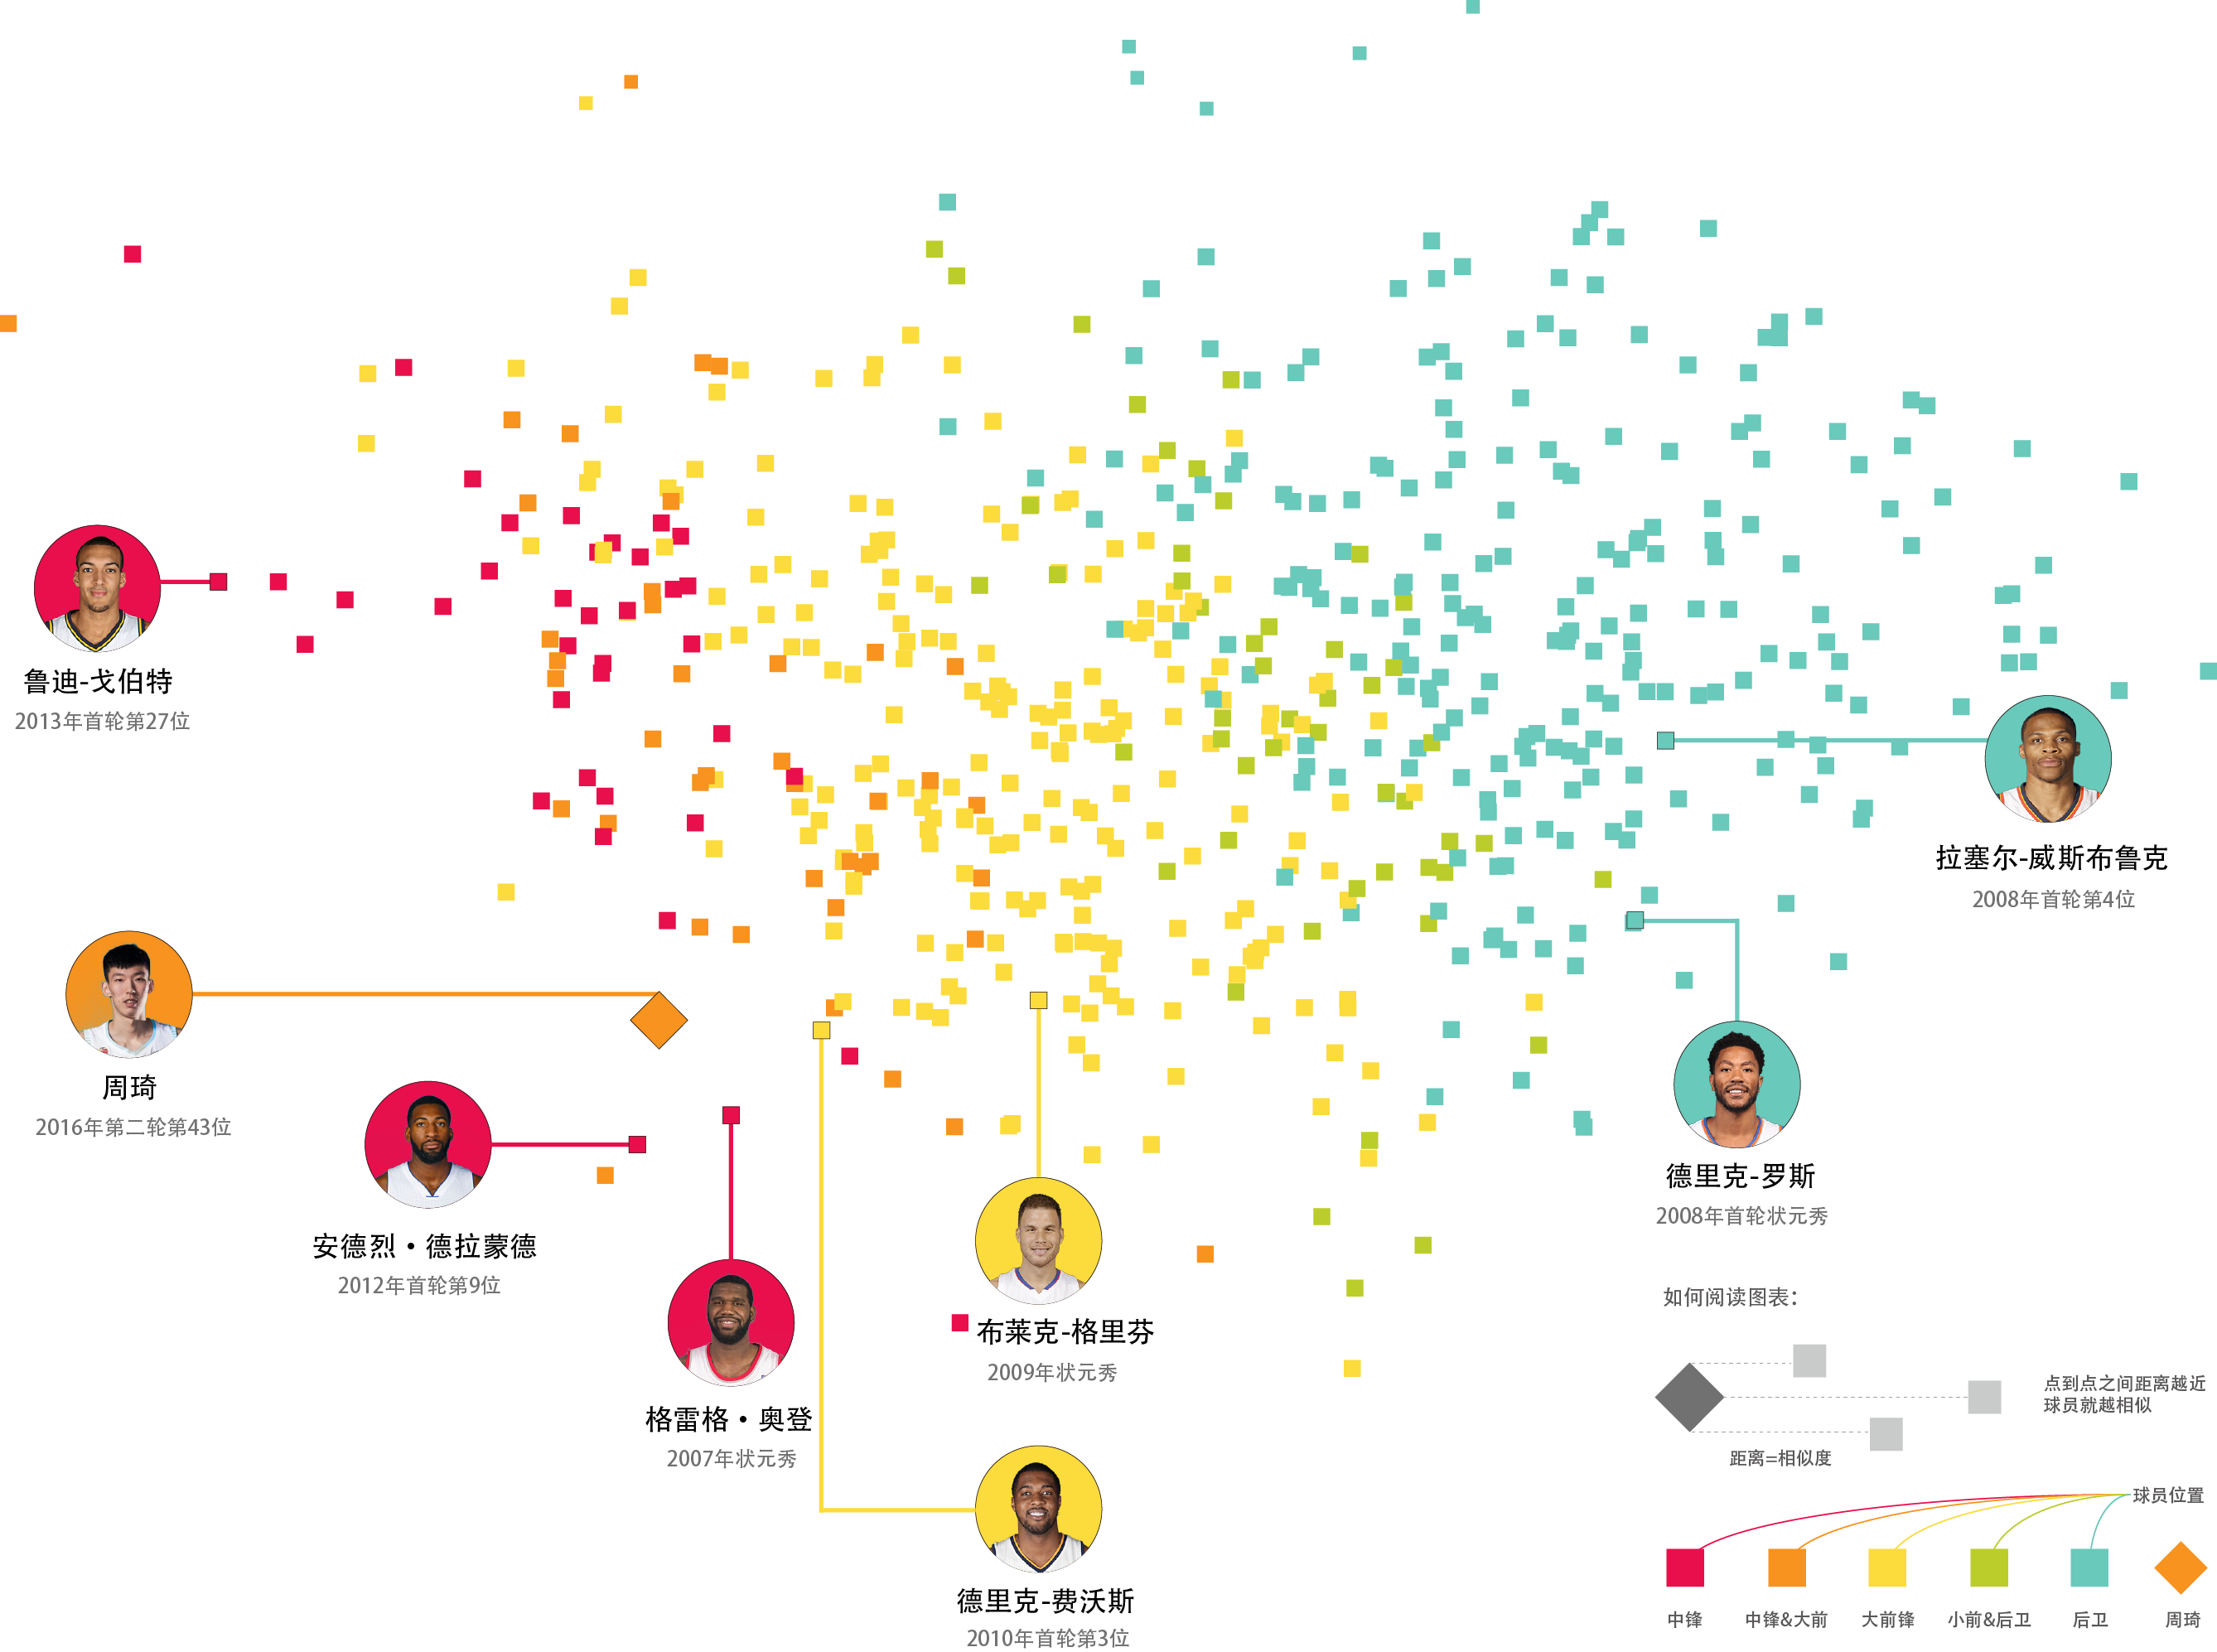 鲁迪-戈伯特
2013年首轮第27位
拉塞尔-威斯布鲁克
2008年首轮第4位
周琦
2016年第二轮第43位
安德烈·德拉蒙德
2012年首轮第9位
德里克-罗斯
2008年首轮状元秀
布莱克-格里芬
2009年状元秀
格雷格·奥登
2007年状元秀
德里克-费沃斯
2010年首轮第3位
如何阅读图表：
点到点之间距离越近
球员就越相似
距离=相似度
球员位置
中锋
中锋&大前
大前锋
小前&后卫
后卫
周琦